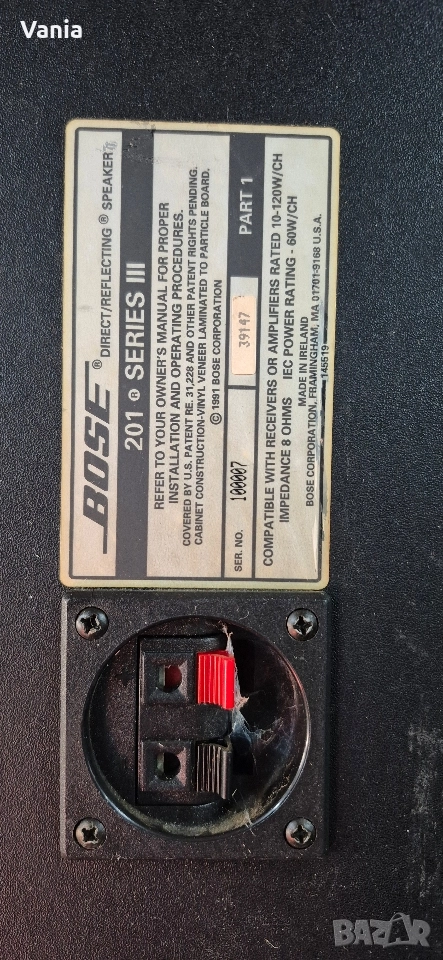 Vania
BOSE ® DIRECT/REFLECTING ® SPEAKER
201 ® SERIES III
REFER TO YOUR OWNER'S MANUAL FOR PROPER
INSTALLATION AND OPERATING PROCEDURES.
COVERED BY U.S. PATENT RE. 31,228 AND OTHER PATENT RIGHTS PENDING.
CABINET CONSTRUCTION-VINYL VENEER LAMINATED TO PARTICLE BOARD.
© 1991 BOSE CORPORATION
SER. NO. 100007 39147 PART 1
COMPATIBLE WITH RECEIVERS OR AMPLIFIERS RATED 10-120W/CH
IMPEDANCE 8 OHMS IEC POWER RATING - 60W/CH
MADE IN IRELAND
BOSE CORPORATION, FRAMINGHAM, MA 01701-9168 U.S.A.
145519
BAZAR